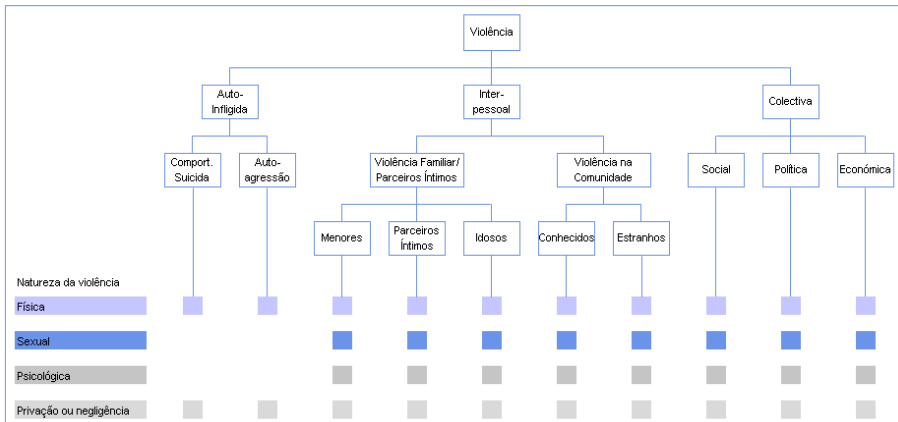 Violência
Auto-
Infligida
Inter-
pessoal
Colectiva
Comport.
Suicida
Auto-
agressão
Violência Familiar/
Parceiros Íntimos
Violência na
Comunidade
Social
Política
Económica
Menores
Parceiros
Íntimos
Idosos
Conhecidos
Estranhos
Natureza da violência
Física
Sexual
Psicológica
Privação ou negligência